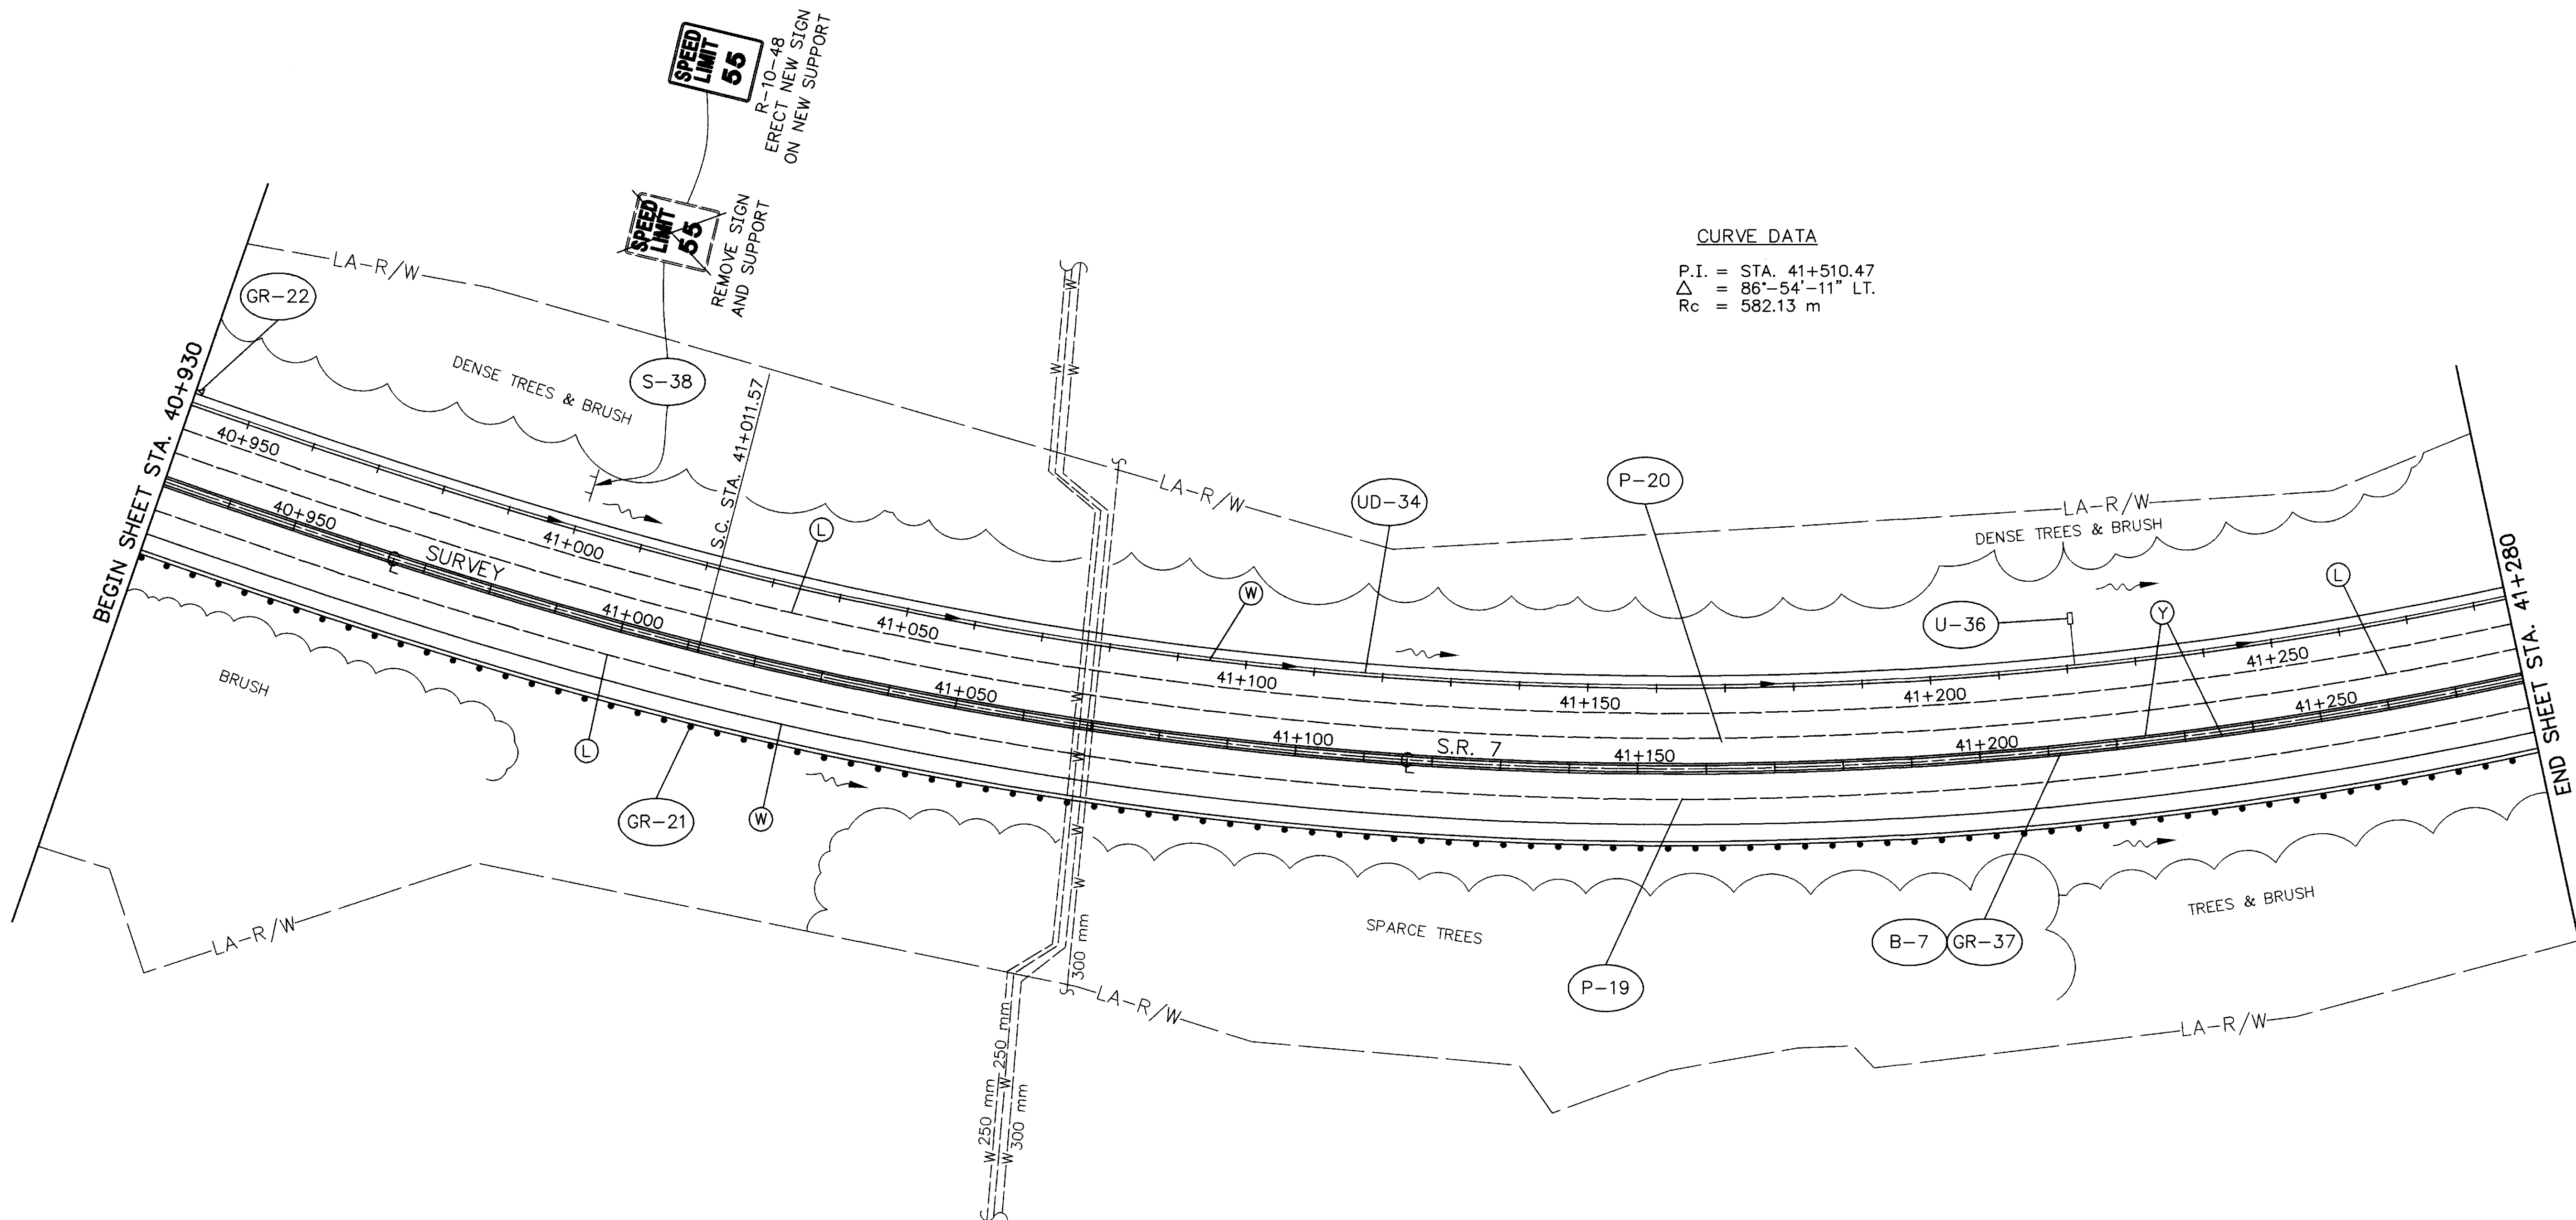 SPEED
LIMIT
55
R-10-48
ERECT NEW SIGN
ON NEW SUPPORT
SPEED
LIMIT
55
REMOVE SIGN
AND SUPPORT
CURVE DATA
P.I. = STA. 41+510.47
△ = 86°-54'-11" LT.
Rc = 582.13 m
LA-R/W
GR-22
BEGIN SHEET STA. 40+930
DENSE TREES & BRUSH
S-38
S.C. STA. 41+011.57
W
W
W
LA-R/W
UD-34
P-20
LA-R/W
DENSE TREES & BRUSH
END SHEET STA. 41+280
40+950
41+000
41+050
41+100
41+150
41+200
41+250
L
W
U-36
Y
L
40+950
SURVEY
41+000
41+050
41+100
S.R. 7
41+150
41+200
41+250
℄
℄
BRUSH
L
GR-21
W
W
W
W
W
300 mm
SPARCE TREES
P-19
B-7
GR-37
TREES & BRUSH
LA-R/W
LA-R/W
LA-R/W
W 250 mm
W 250 mm
W 300 mm